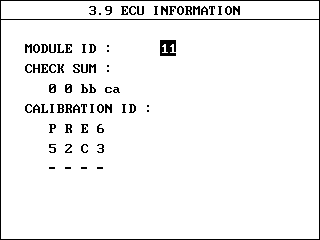 3.9 ECU INFORMATION
MODULE ID : 11
CHECK SUM :
0 0 bb ca
CALIBRATION ID :
P R E 6
5 2 C 3
- - - -